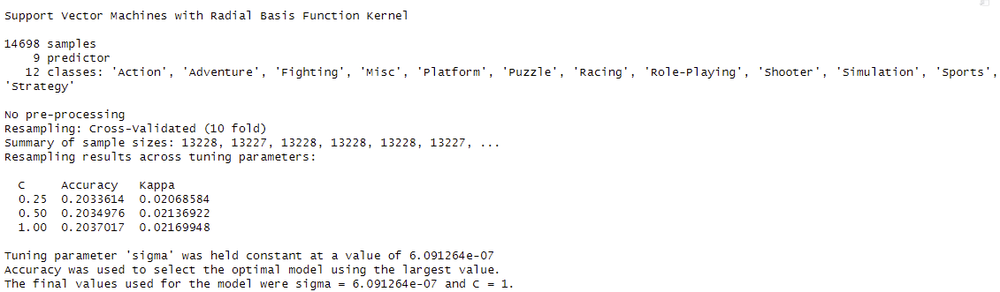 Support Vector Machines with Radial Basis Function Kernel

14698 samples
    9 predictor
   12 classes: 'Action', 'Adventure', 'Fighting', 'Misc', 'Platform', 'Puzzle', 'Racing', 'Role-Playing', 'Shooter', 'Simulation', 'Sports',
'Strategy'

No pre-processing
Resampling: Cross-Validated (10 fold)
Summary of sample sizes: 13228, 13227, 13228, 13228, 13228, 13227, ...
Resampling results across tuning parameters:

  C     Accuracy   Kappa
  0.25  0.2033614  0.02068584
  0.50  0.2034976  0.02136922
  1.00  0.2037017  0.02169948

Tuning parameter 'sigma' was held constant at a value of 6.091264e-07
Accuracy was used to select the optimal model using the largest value.
The final values used for the model were sigma = 6.091264e-07 and C = 1.